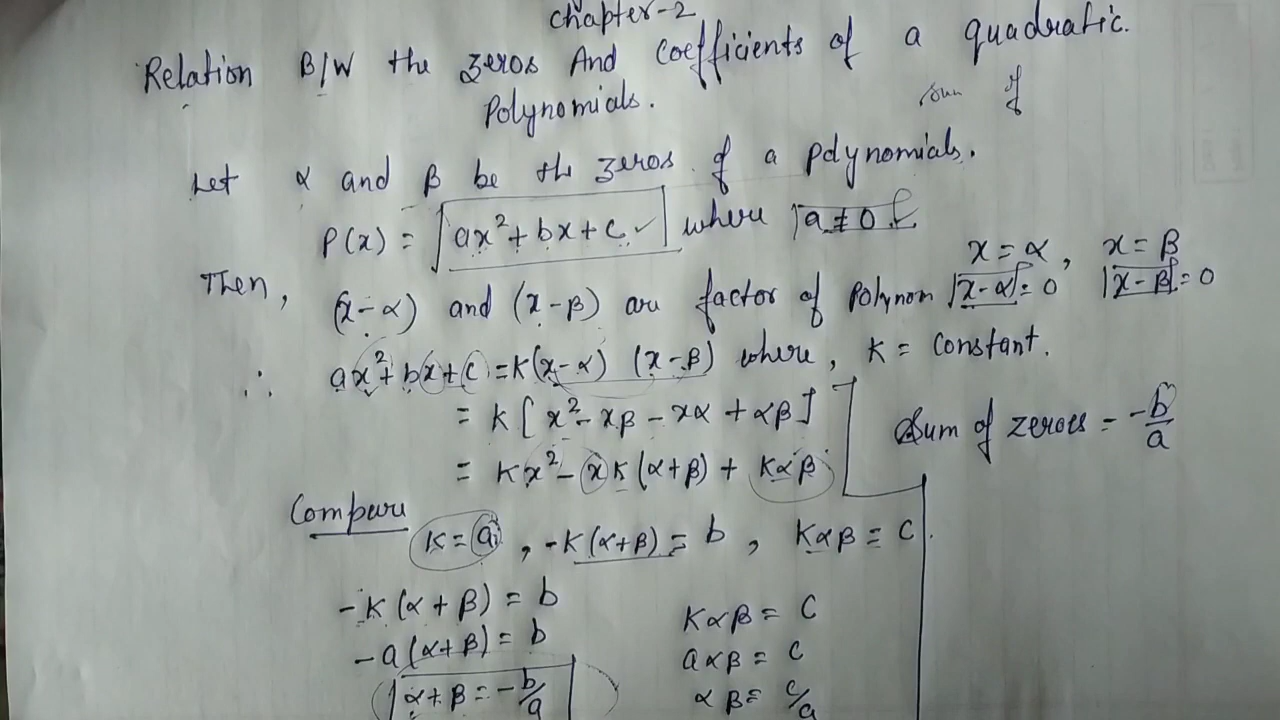 chapter-2
Relation B/W the zeros And coefficients of a quadratic.
Polynomials.
sum of
Let α and β be the zeros of a polynomials.
P(x) = ax²+bx+c ✓ where a ≠ 0.
x = α, x = β
Then, (x-α) and (x-β) are factor of Polynom x-α = 0 x-β = 0
∴ ax²+bx+c = K(x-α) (x-β) where, K = constant.
= K[x²-xβ-xα+αβ]
Sum of zeroes = -b/a
= Kx²-xK(α+β) + Kαβ
Compare
K=a, -K(α+β) = b, Kαβ = c
-K(α+β) = b
Kαβ = c
-a(α+β) = b
aαβ = c
α+β = -b/a
αβ = c/a